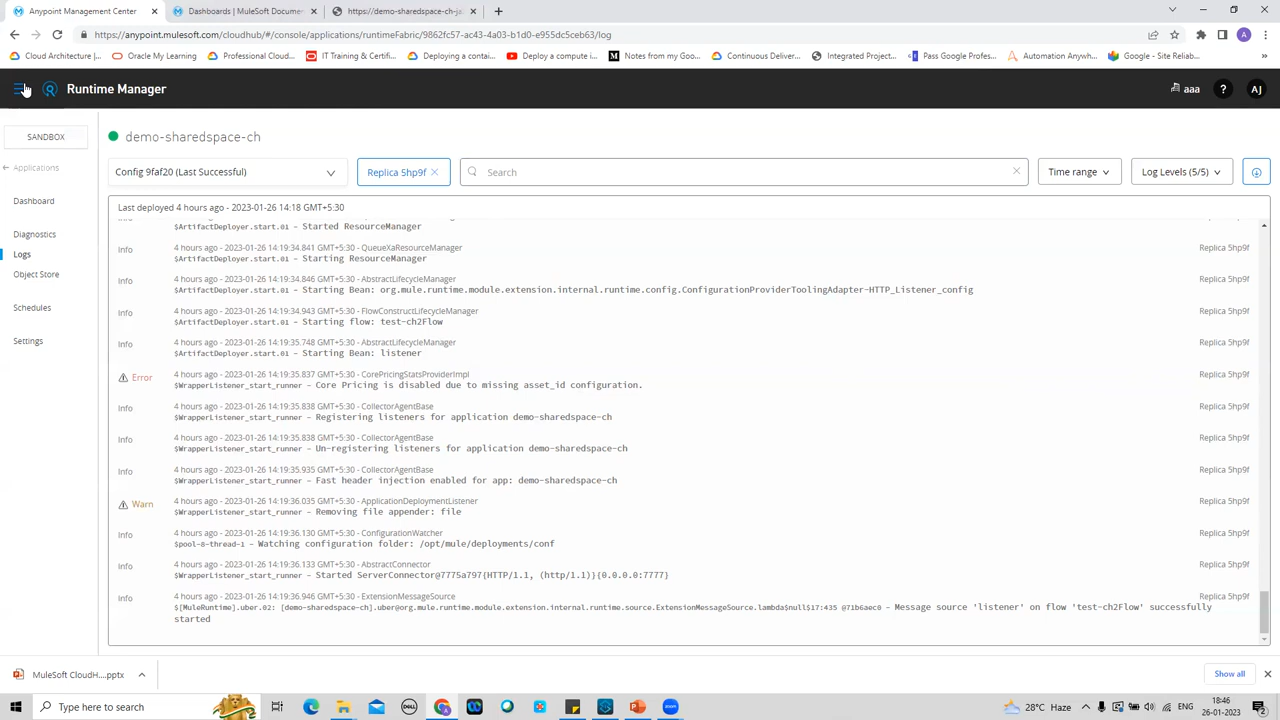 Anypoint Management Center
Dashboards | MuleSoft Documen
https://demo-sharedspace-ch-ja
https://anypoint.mulesoft.com/cloudhub/#/console/applications/runtimeFabric/9862fc57-ac43-4a03-b1d0-e955dc5ceb63/log
A
Cloud Architecture |...
Oracle My Learning
Professional Cloud...
IT Training & Certifi...
Deploying a contai...
Deploy a compute i...
Notes from my Goo...
Continuous Deliver...
Integrated Project...
Pass Google Profes...
Automation Anywh...
Google - Site Reliab...
Runtime Manager
aaa
?
AJ
SANDBOX
Applications
Dashboard
Diagnostics
Logs
Object Store
Schedules
Settings
demo-sharedspace-ch
Config 9faf20 (Last Successful)
Replica 5hp9f
Search
Time range
Log Levels (5/5)
Last deployed 4 hours ago - 2023-01-26 14:18 GMT+5:30
$ArtifactDeployer.start.01 - Started ResourceManager
Info 4 hours ago - 2023-01-26 14:19:34.841 GMT+5:30 - QueueXaResourceManager Replica 5hp9f
$ArtifactDeployer.start.01 - Starting ResourceManager
Info 4 hours ago - 2023-01-26 14:19:34.846 GMT+5:30 - AbstractLifecycleManager Replica 5hp9f
$ArtifactDeployer.start.01 - Starting Bean: org.mule.runtime.module.extension.internal.runtime.config.ConfigurationProviderToolingAdapter-HTTP_Listener_config
Info 4 hours ago - 2023-01-26 14:19:34.943 GMT+5:30 - FlowConstructLifecycleManager Replica 5hp9f
$ArtifactDeployer.start.01 - Starting flow: test-ch2Flow
Info 4 hours ago - 2023-01-26 14:19:35.748 GMT+5:30 - AbstractLifecycleManager Replica 5hp9f
$ArtifactDeployer.start.01 - Starting Bean: listener
Error 4 hours ago - 2023-01-26 14:19:35.837 GMT+5:30 - CorePricingStatsProviderImpl Replica 5hp9f
$WrapperListener_start_runner - Core Pricing is disabled due to missing asset_id configuration.
Info 4 hours ago - 2023-01-26 14:19:35.838 GMT+5:30 - CollectorAgentBase Replica 5hp9f
$WrapperListener_start_runner - Registering listeners for application demo-sharedspace-ch
Info 4 hours ago - 2023-01-26 14:19:35.838 GMT+5:30 - CollectorAgentBase Replica 5hp9f
$WrapperListener_start_runner - Un-registering listeners for application demo-sharedspace-ch
Info 4 hours ago - 2023-01-26 14:19:35.935 GMT+5:30 - CollectorAgentBase Replica 5hp9f
$WrapperListener_start_runner - Fast header injection enabled for app: demo-sharedspace-ch
Warn 4 hours ago - 2023-01-26 14:19:36.035 GMT+5:30 - ApplicationDeploymentListener Replica 5hp9f
$WrapperListener_start_runner - Removing file appender: file
Info 4 hours ago - 2023-01-26 14:19:36.130 GMT+5:30 - ConfigurationWatcher Replica 5hp9f
$pool-8-thread-1 - Watching configuration folder: /opt/mule/deployments/conf
Info 4 hours ago - 2023-01-26 14:19:36.133 GMT+5:30 - AbstractConnector Replica 5hp9f
$WrapperListener_start_runner - Started ServerConnector@7775a797{HTTP/1.1, (http/1.1)}{0.0.0.0:7777}
Info 4 hours ago - 2023-01-26 14:19:36.946 GMT+5:30 - ExtensionMessageSource Replica 5hp9f
$[MuleRuntime].uber.02: [demo-sharedspace-ch].uber@org.mule.runtime.module.extension.internal.runtime.source.ExtensionMessageSource.lambda$null$17:435 @71b6aec0 - Message source 'listener' on flow 'test-ch2Flow' successfully
started
MuleSoft CloudH....pptx
Show all
Type here to search
28°C Haze
ENG
18:46
26-01-2023